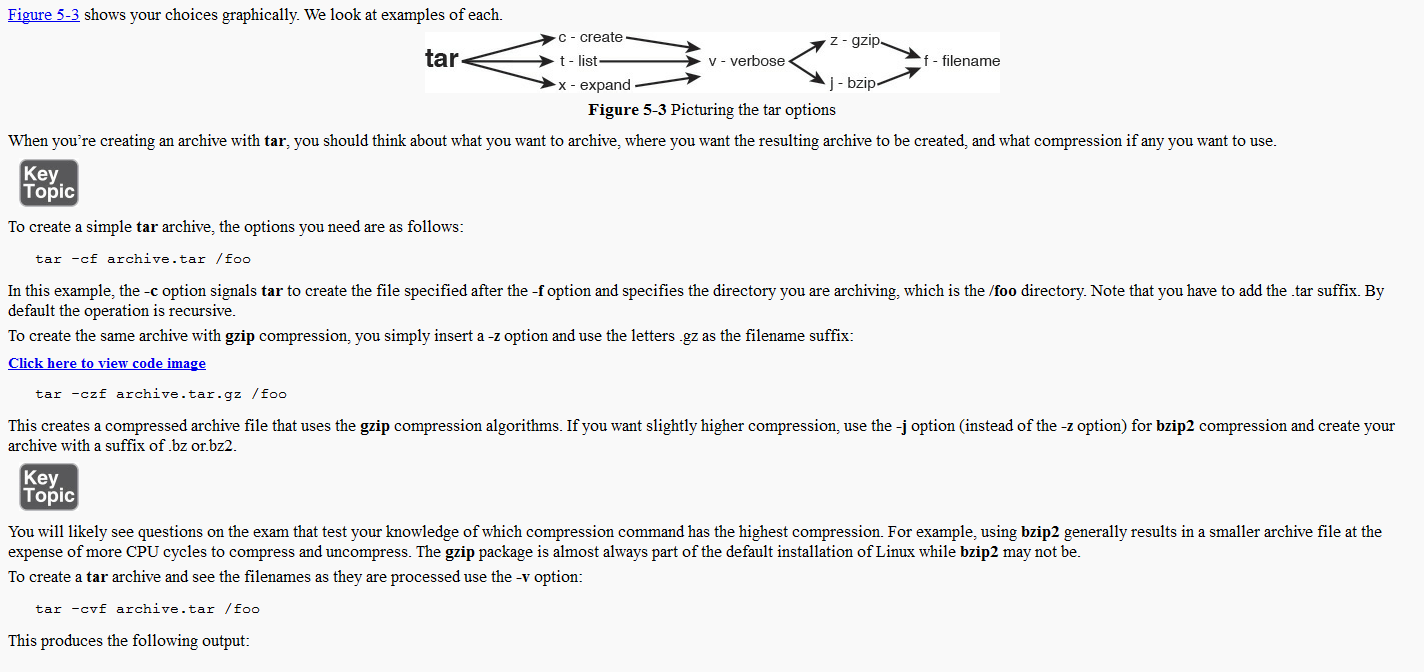 Figure 5-3 shows your choices graphically. We look at examples of each.
tar
c - create
t - list
x - expand
v - verbose
z - gzip
j - bzip
f - filename
Figure 5-3 Picturing the tar options
When you’re creating an archive with tar, you should think about what you want to archive, where you want the resulting archive to be created, and what compression if any you want to use.
Key
Topic
To create a simple tar archive, the options you need are as follows:
tar -cf archive.tar /foo
In this example, the -c option signals tar to create the file specified after the -f option and specifies the directory you are archiving, which is the /foo directory. Note that you have to add the .tar suffix. By
default the operation is recursive.
To create the same archive with gzip compression, you simply insert a -z option and use the letters .gz as the filename suffix:
Click here to view code image
tar -czf archive.tar.gz /foo
This creates a compressed archive file that uses the gzip compression algorithms. If you want slightly higher compression, use the -j option (instead of the -z option) for bzip2 compression and create your
archive with a suffix of .bz or.bz2.
Key
Topic
You will likely see questions on the exam that test your knowledge of which compression command has the highest compression. For example, using bzip2 generally results in a smaller archive file at the
expense of more CPU cycles to compress and uncompress. The gzip package is almost always part of the default installation of Linux while bzip2 may not be.
To create a tar archive and see the filenames as they are processed use the -v option:
tar -cvf archive.tar /foo
This produces the following output: